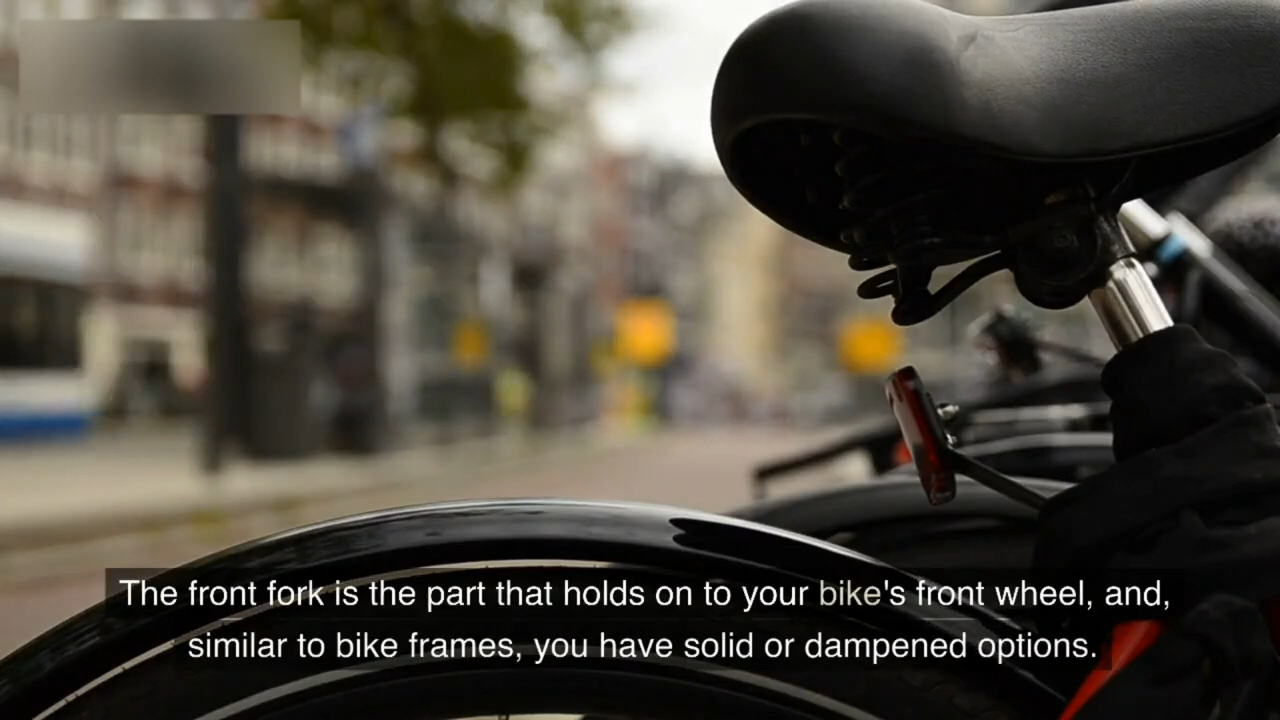 The front fork is the part that holds on to your bike's front wheel, and,
similar to bike frames, you have solid or dampened options.